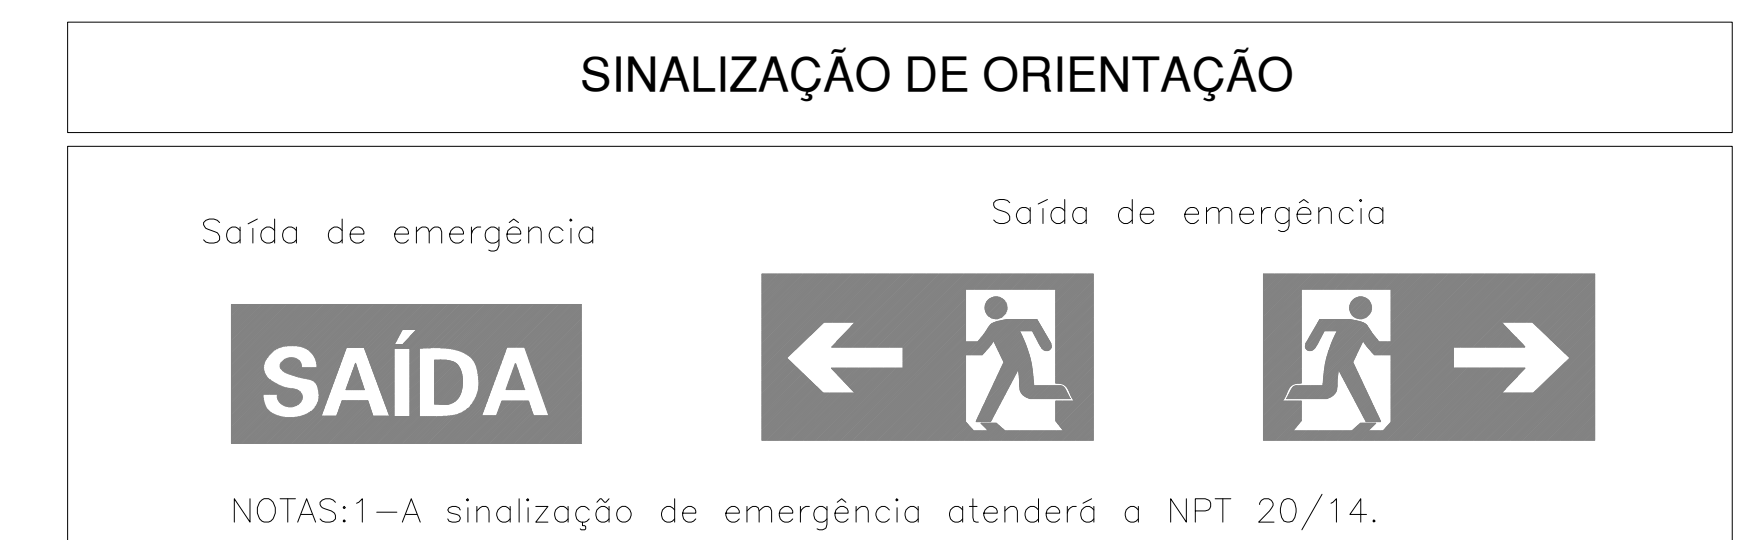 SINALIZAÇÃO DE ORIENTAÇÃO
Saída de emergência
Saída de emergência
SAÍDA
NOTAS:1-A sinalização de emergência atenderá a NPT 20/14.